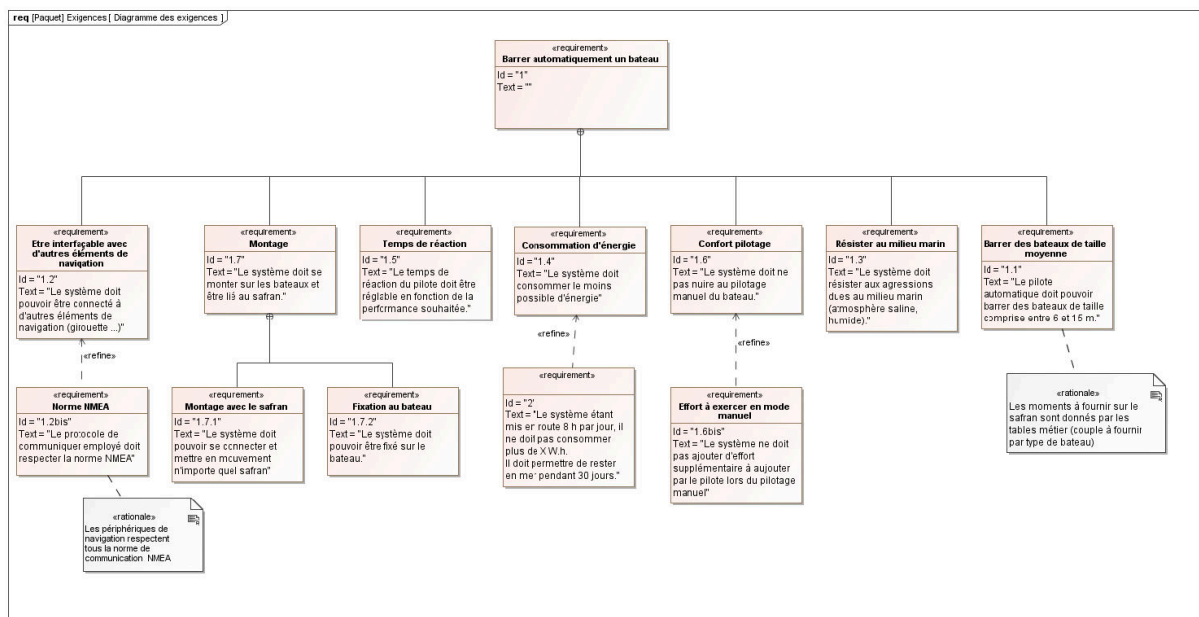 req [Paquet] Exigences [ Diagramme des exigences ]
«requirement»
Barrer automatiquement un bateau
Id = "1"
Text = ""
«requirement»
Etre interfaçable avec
d'autres éléments de
navigation
Id = "1.2"
Text = "Le système doit
pouvoir être connecté à
d'autres éléments de
navigation (girouette ...)"
«requirement»
Montage
Id = "1.7"
Text = "Le système doit se
monter sur les bateaux et
être lié au safran."
«requirement»
Temps de réaction
Id = "1.5"
Text = "Le temps de
réaction du pilote doit être
réglable en fonction de la
performance souhaitée."
«requirement»
Consommation d'énergie
Id = "1.4"
Text = "Le système doit
consommer le moins
possible d'énergie"
«requirement»
Confort pilotage
Id = "1.6"
Text = "Le système doit ne
pas nuire au pilotage
manuel du bateau."
«requirement»
Résister au milieu marin
Id = "1.3"
Text = "Le système doit
résister aux agressions
dues au milieu marin
(atmosphère saline,
humide)."
«requirement»
Barrer des bateaux de taille
moyenne
Id = "1.1"
Text = "Le pilote
automatique doit pouvoir
barrer des bateaux de taille
comprise entre 6 et 15 m."
«refine»
«refine»
«refine»
«requirement»
Norme NMEA
Id = "1.2bis"
Text = "Le protocole de
communiquer employé doit
respecter la norme NMEA"
«requirement»
Montage avec le safran
Id = "1.7.1"
Text = "Le système doit
pouvoir se connecter et
mettre en mouvement
n'importe quel safran"
«requirement»
Fixation au bateau
Id = "1.7.2"
Text = "Le système doit
pouvoir être fixé sur le
bateau."
«requirement»
Id = "2"
Text = "Le système étant
mis en route 8 h par jour, il
ne doit pas consommer
plus de X W.h.
Il doit permettre de rester
en mer pendant 30 jours."
«requirement»
Effort à exercer en mode
manuel
Id = "1.6bis"
Text = "Le système ne doit
pas ajouter d'effort
supplémentaire à aujouter
par le pilote lors du pilotage
manuel"
«rationale»
Les moments à fournir sur le
safran sont donnés par les
tables métier (couple à fournir
par type de bateau)
«rationale»
Les périphériques de
navigation respectent
tous la norme de
communication NMEA